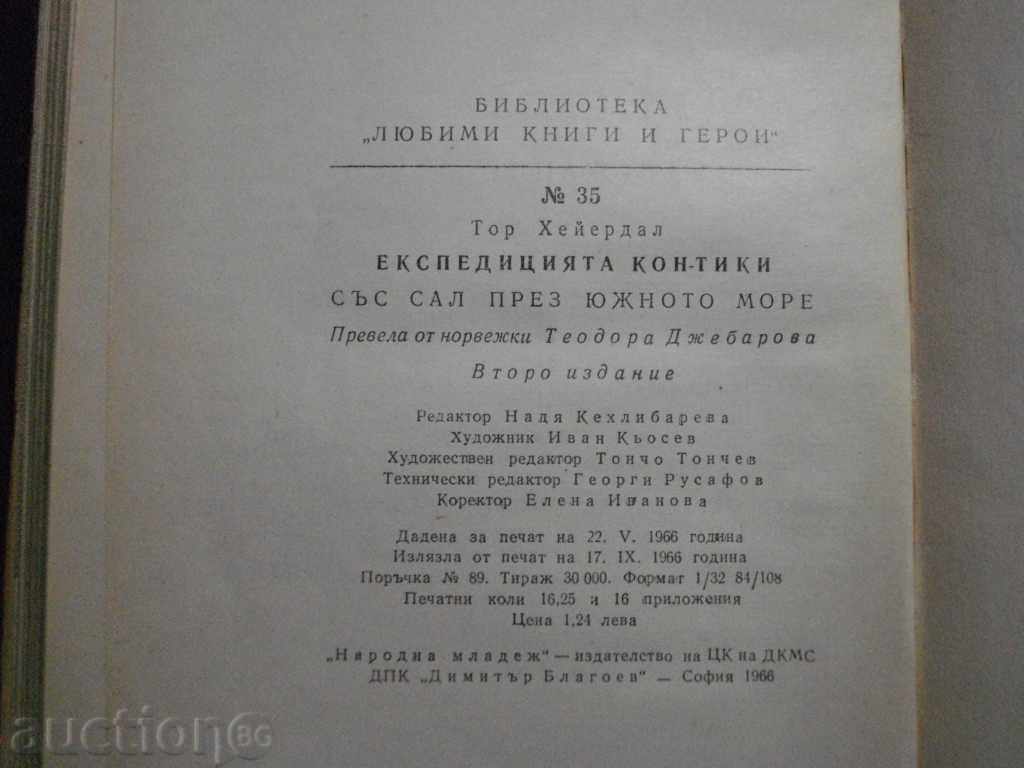 БИБЛИОТЕКА
„ЛЮБИМИ КНИГИ И ГЕРОИ“
№ 35
Тор Хейердал
ЕКСПЕДИЦИЯТА КОН-ТИКИ
СЪС САЛ ПРЕЗ ЮЖНОТО МОРЕ
Превела от норвежки Теодора Джебарова
Второ издание
Редактор Надя Кехлибарева
Художник Иван Кьосев
Художествен редактор Тончо Тончев
Технически редактор Георги Русафов
Коректор Елена Иванова
Дадена за печат на 22. V. 1966 година
Излязла от печат на 17. IX. 1966 година
Поръчка № 89. Тираж 30 000. Формат 1/32 84/108
Печатни коли 16,25 и 16 приложения
Цена 1,24 лева
„Народна младеж“ — издателство на ЦК на ДКМС
ДПК „Димитър Благоев“ — София 1966
auction BG